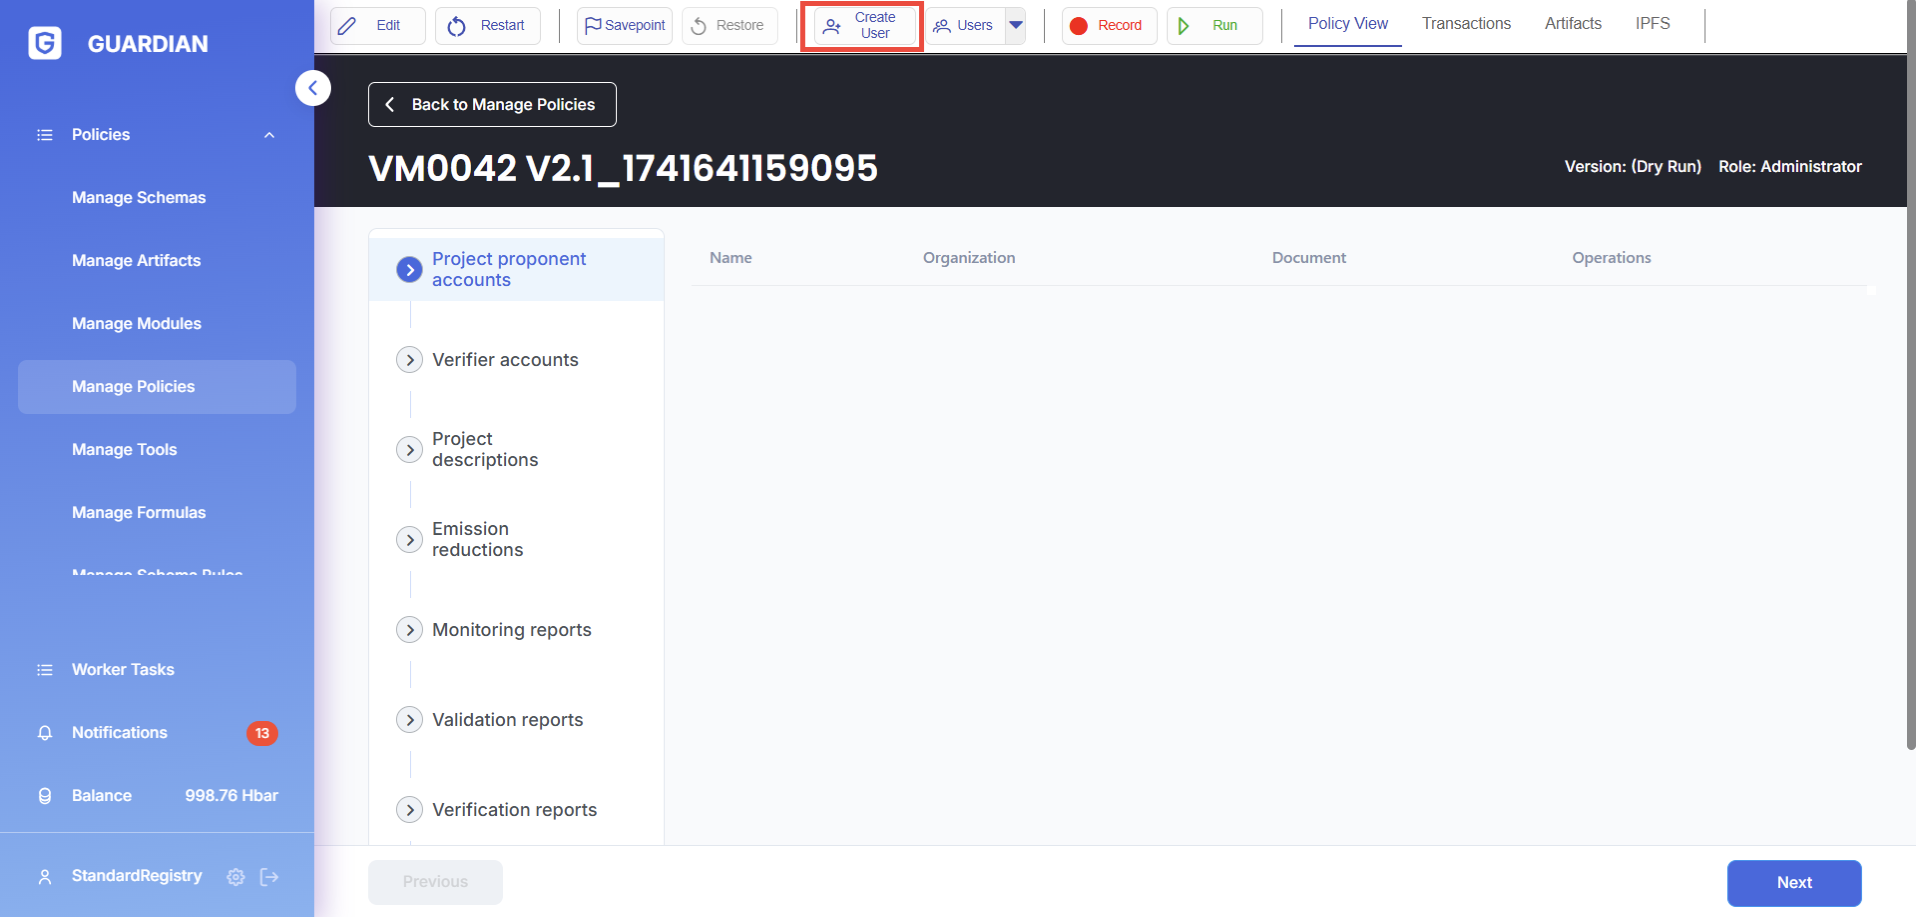 GUARDIAN
Policies
Manage Schemas
Manage Artifacts
Manage Modules
Manage Policies
Manage Tools
Manage Formulas
Manage Schema Rules
Worker Tasks
Notifications 13
Balance 998.76 Hbar
StandardRegistry
Edit Restart Savepoint Restore Create User Users Record Run Policy View Transactions Artifacts IPFS
Back to Manage Policies
VM0042 V2.1_1741641159095
Version: (Dry Run) Role: Administrator
Project proponent
accounts
Verifier accounts
Project
descriptions
Emission
reductions
Monitoring reports
Validation reports
Verification reports
Name Organization Document Operations
Previous
Next